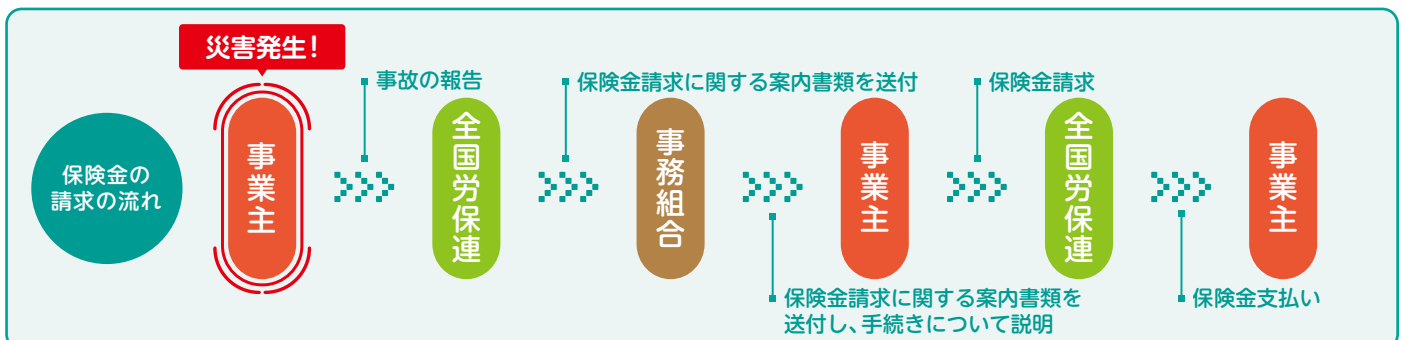 保険金の
請求の流れ
災害発生!
事業主
事故の報告
全国労保連
保険金請求に関する案内書類を送付
事務組合
保険金請求に関する案内書類を
送付し、手続きについて説明
事業主
保険金請求
全国労保連
保険金支払い
事業主